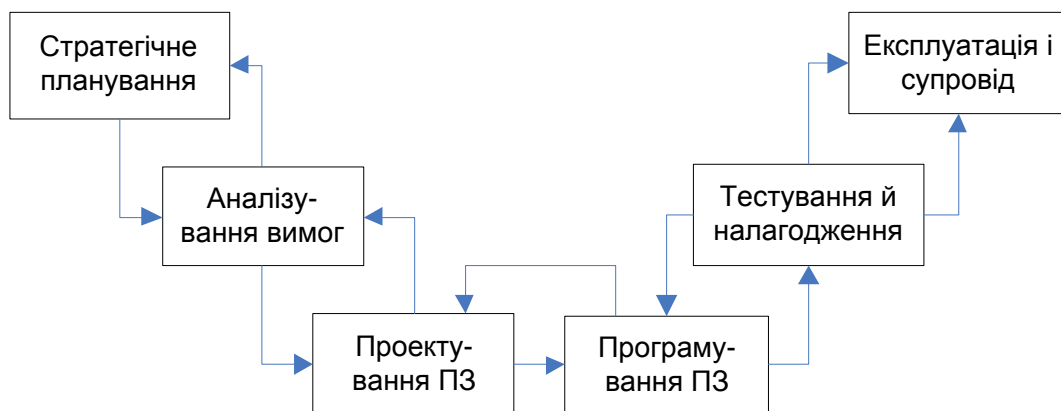 Стратегічне
планування
Аналізу-
вання вимог
Проекту-
вання ПЗ
Програму-
вання ПЗ
Тестування й
налагодження
Експлуатація і
супровід